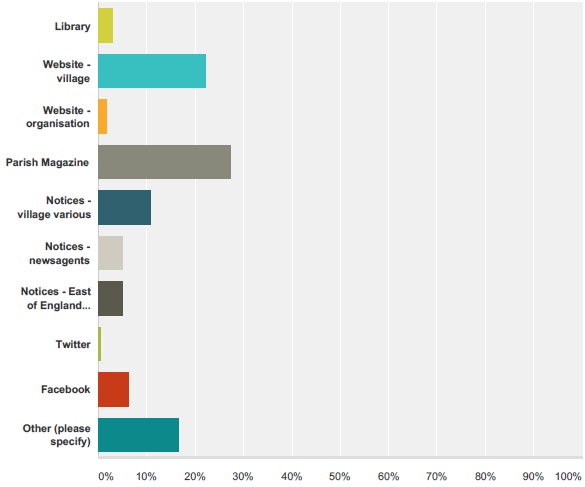 Library
Website -
village
Website -
organisation
Parish Magazine
Notices -
village various
Notices -
newsagents
Notices - East
of England...
Twitter
Facebook
Other (please
specify)
0% 10% 20% 30% 40% 50% 60% 70% 80% 90% 100%